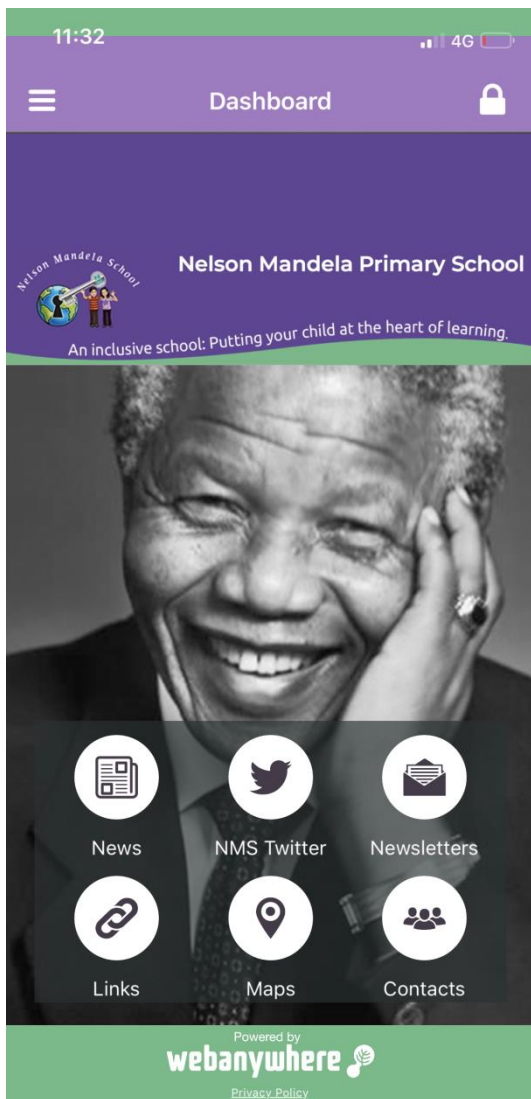 11:32
4G
Dashboard
Nelson Mandela School
Nelson Mandela Primary School
An inclusive school: Putting your child at the heart of learning.
News
NMS Twitter
Newsletters
Links
Maps
Contacts
Powered by
webanywhere
Privacy Policy